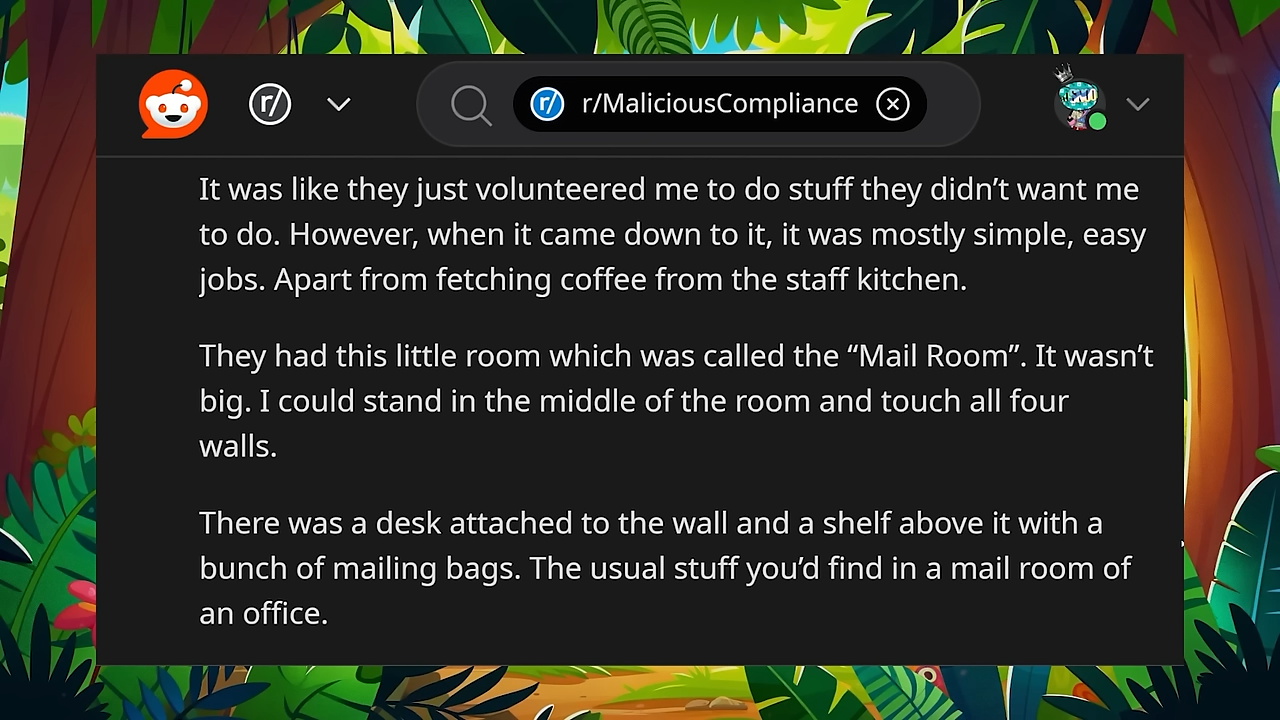 r/ r/MaliciousCompliance
It was like they just volunteered me to do stuff they didn’t want me
to do. However, when it came down to it, it was mostly simple, easy
jobs. Apart from fetching coffee from the staff kitchen.
They had this little room which was called the “Mail Room”. It wasn’t
big. I could stand in the middle of the room and touch all four
walls.
There was a desk attached to the wall and a shelf above it with a
bunch of mailing bags. The usual stuff you’d find in a mail room of
an office.